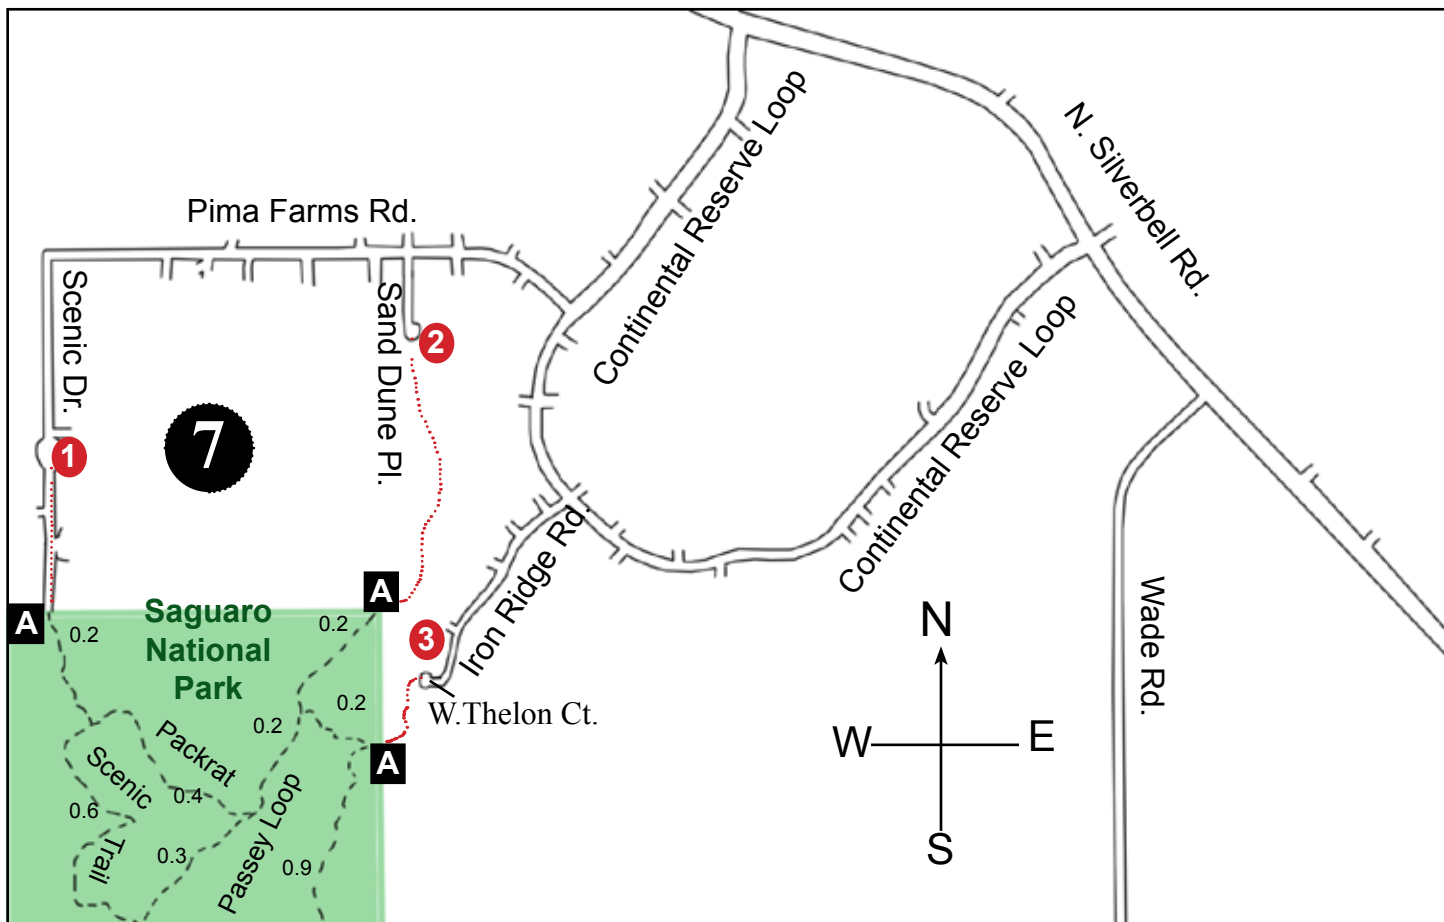 N. Silverbell Rd.
Continental Reserve Loop
Pima Farms Rd.
Scenic Dr.
Sand Dune Pl.
2
7
1
Continental Reserve Loop
Iron Ridge Rd.
Wade Rd.
A
A
Saguaro
National
Park
0.2
0.2
3
W.Thelon Ct.
0.2
0.2
A
Packrat
Scenic
Trail
0.4
0.6
0.3
Passey Loop
0.9
N
W
E
S